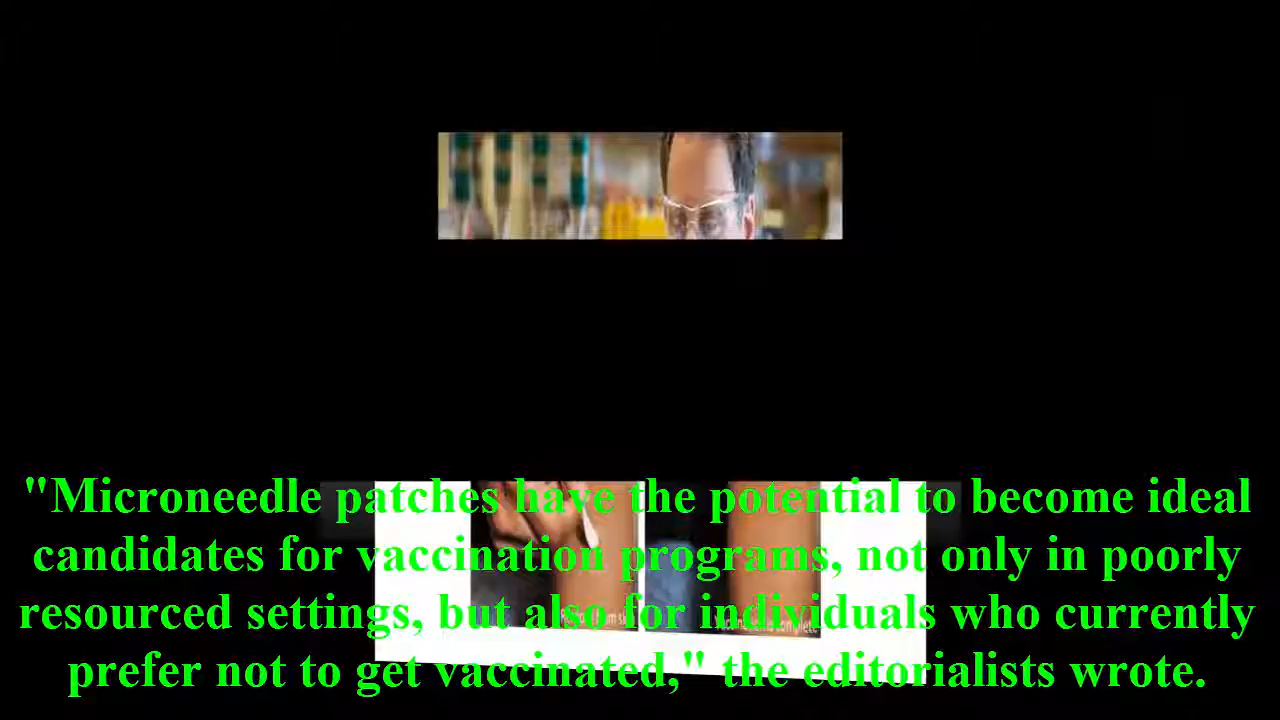 "Microneedle patches have the potential to become ideal
candidates for vaccination programs, not only in poorly
resourced settings, but also for individuals who currently
prefer not to get vaccinated," the editorialists wrote.